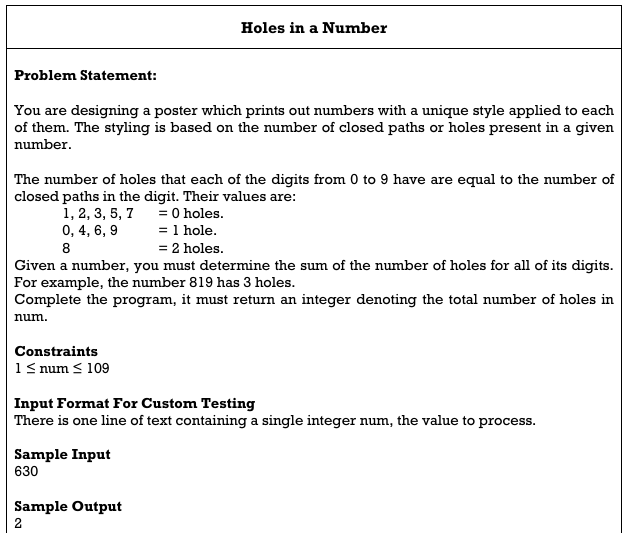 Holes in a Number
Problem Statement:
You are designing a poster which prints out numbers with a unique style applied to each
of them. The styling is based on the number of closed paths or holes present in a given
number.
The number of holes that each of the digits from 0 to 9 have are equal to the number of
closed paths in the digit. Their values are:
1, 2, 3, 5, 7 = 0 holes.
0, 4, 6, 9 = 1 hole.
8 = 2 holes.
Given a number, you must determine the sum of the number of holes for all of its digits.
For example, the number 819 has 3 holes.
Complete the program, it must return an integer denoting the total number of holes in
num.
Constraints
1 ≤ num ≤ 109
Input Format For Custom Testing
There is one line of text containing a single integer num, the value to process.
Sample Input
630
Sample Output
2